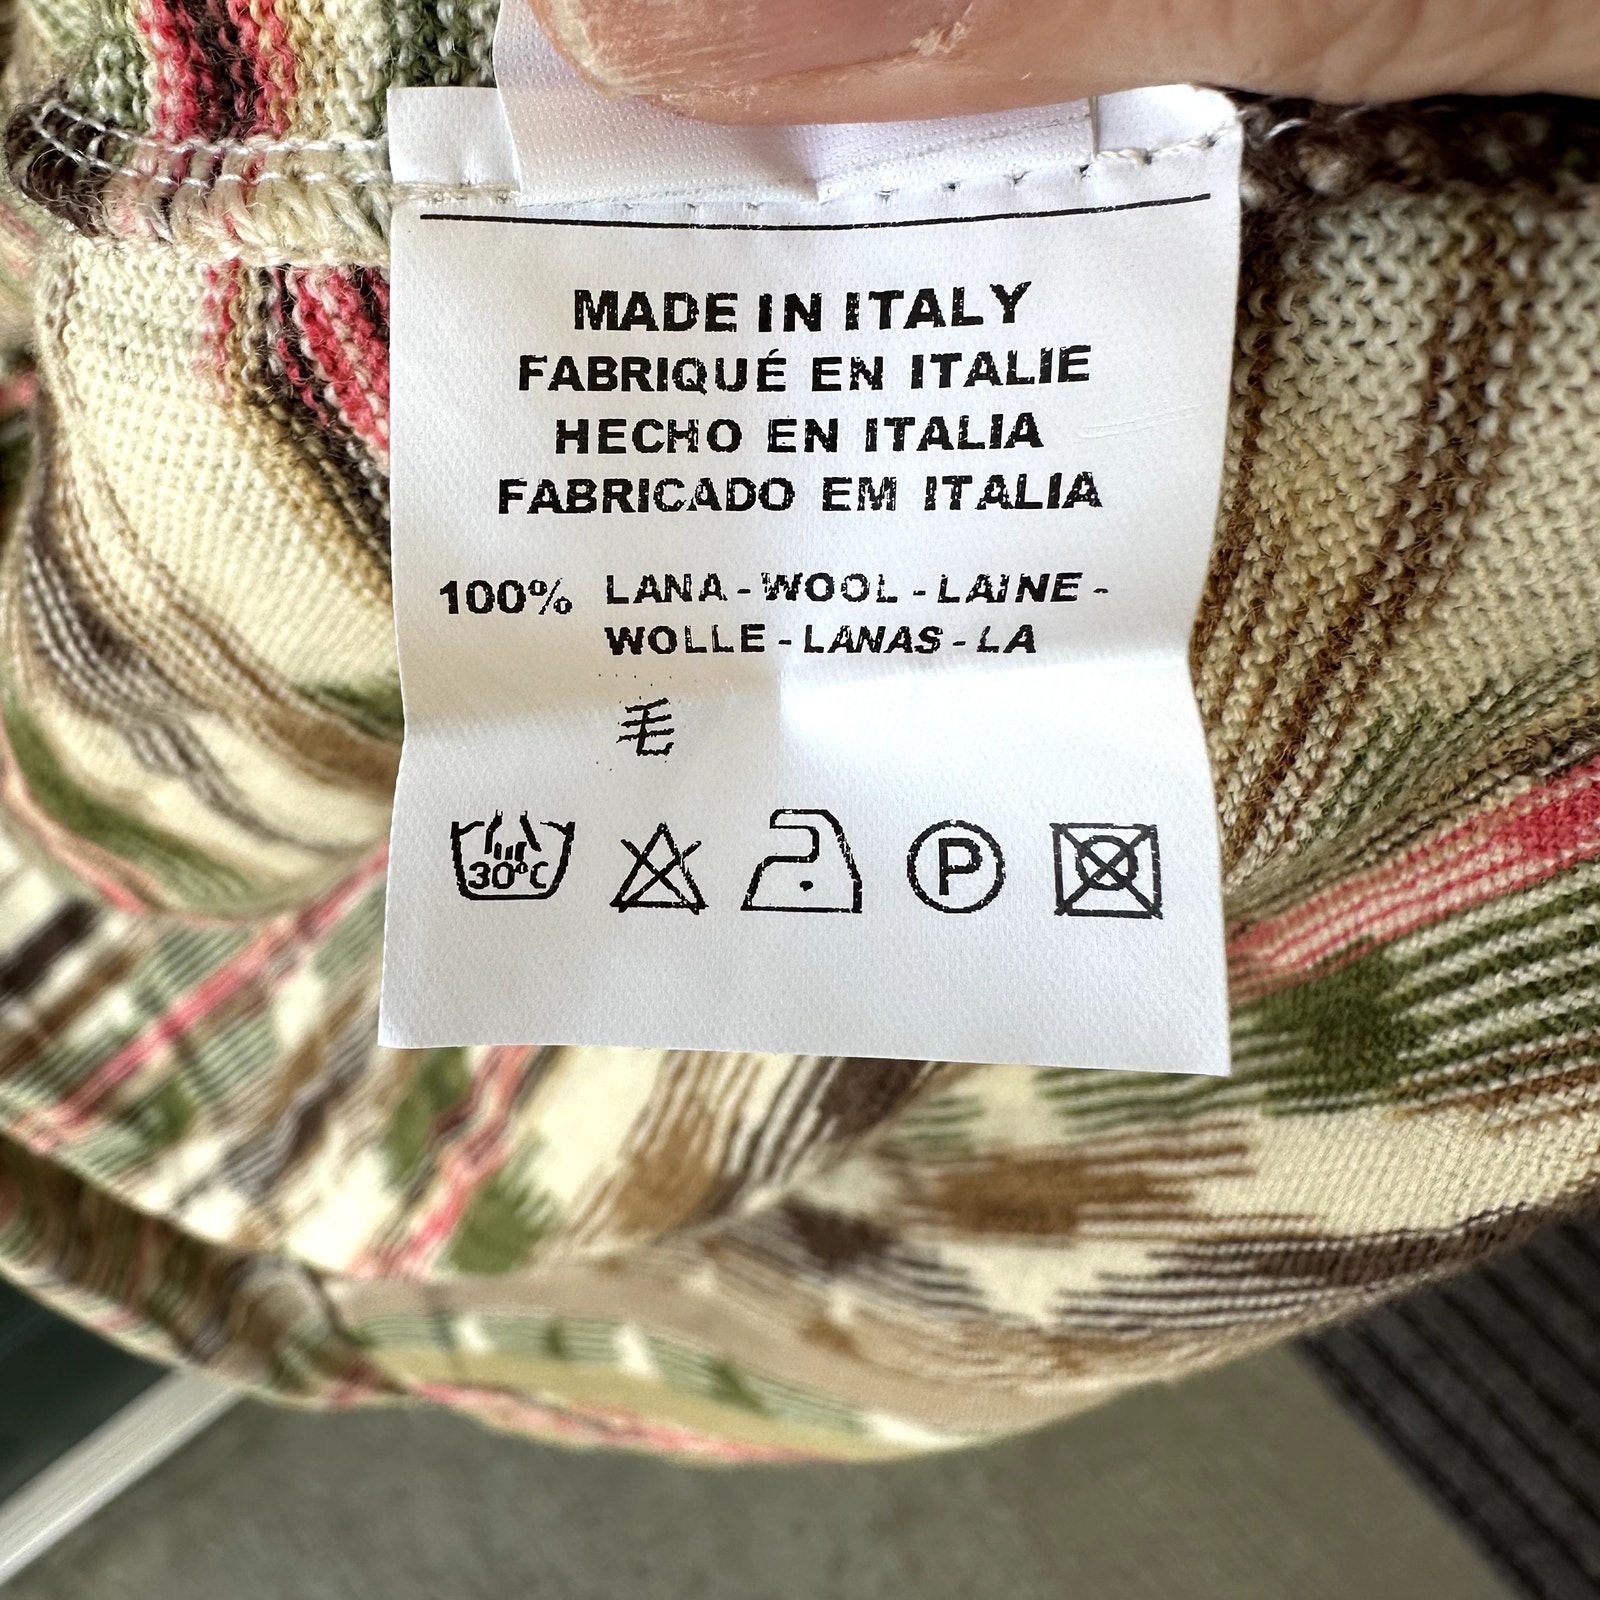 MADE IN ITALY
FABRIQUÉ EN ITALIE
HECHO EN ITALIA
FABRICADO EM ITALIA
100% LANA - WOOL - LAINE -
WOLLE - LANAS - LA
毛
30°C
P